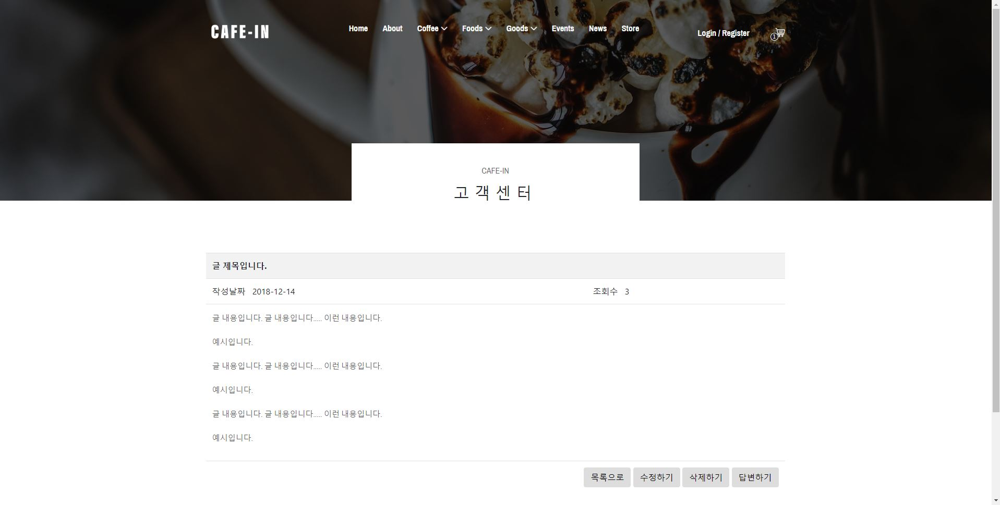 CAFE-IN
Home About Coffee Foods Goods Events News Store
Login / Register
1
CAFE-IN
고객센터
글 제목입니다.
작성날짜 2018-12-14 조회수 3
글 내용입니다. 글 내용입니다..... 이런 내용입니다.
예시입니다.
글 내용입니다. 글 내용입니다..... 이런 내용입니다.
예시입니다.
글 내용입니다. 글 내용입니다..... 이런 내용입니다.
예시입니다.
목록으로 수정하기 삭제하기 답변하기